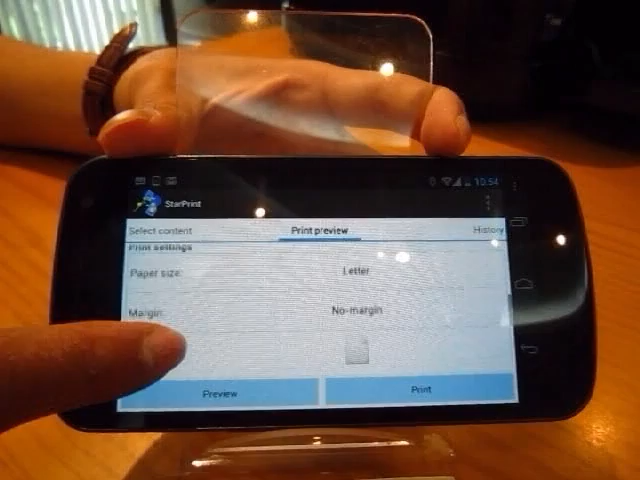 10:54
StarPrint
Select content Print preview History
Print settings
Paper size: Letter
Margin: No-margin
Preview Print